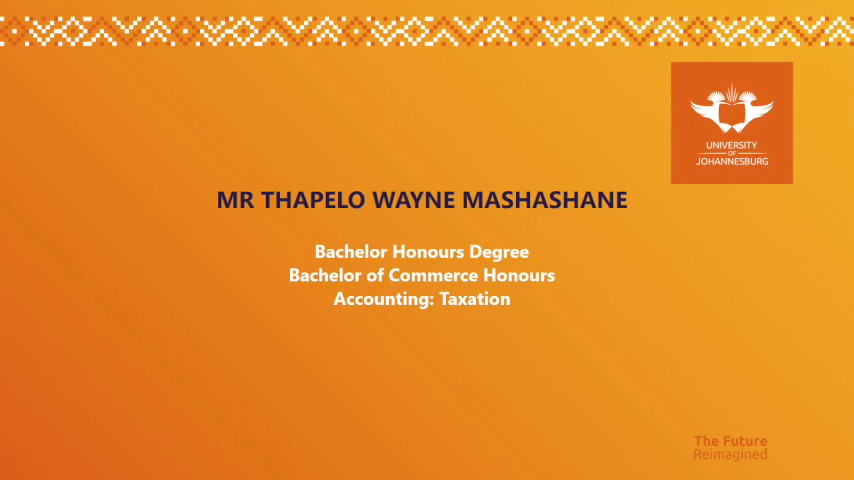 UNIVERSITY
OF
JOHANNESBURG
MR THAPELO WAYNE MASHASHANE
Bachelor Honours Degree
Bachelor of Commerce Honours
Accounting: Taxation
The Future
Reimagined